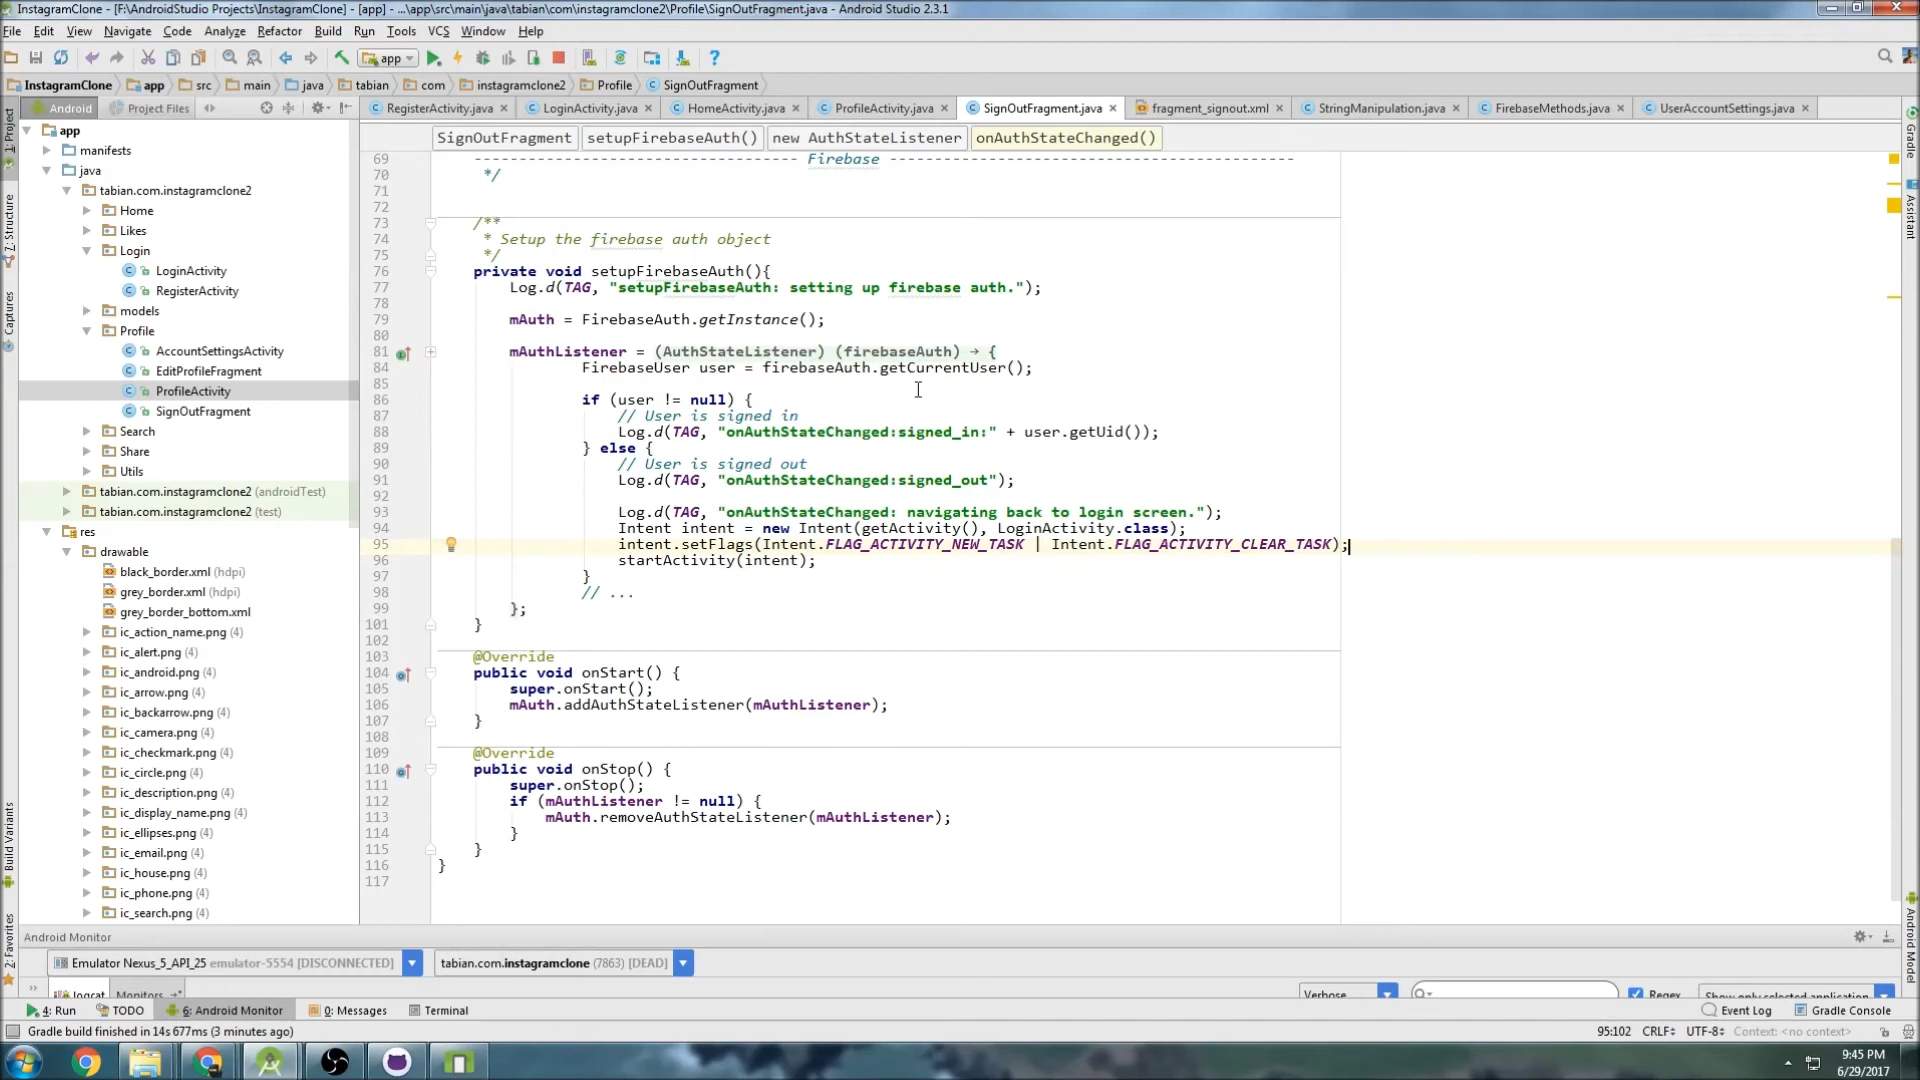 InstagramClone - [F:\AndroidStudio Projects\InstagramClone] - [app] - ...\app\src\main\java\tabian\com\instagramclone2\Profile\SignOutFragment.java - Android Studio 2.3.1
File Edit View Navigate Code Analyze Refactor Build Run Tools VCS Window Help
app
InstagramClone app src main java tabian com instagramclone2 Profile SignOutFragment
Android Project Files
RegisterActivity.java LoginActivity.java HomeActivity.java ProfileActivity.java SignOutFragment.java fragment_signout.xml StringManipulation.java FirebaseMethods.java UserAccountSettings.java
SignOutFragment setupFirebaseAuth() new AuthStateListener onAuthStateChanged()
1: Project
7: Structure
Captures
Build Variants
2: Favorites
app
manifests
java
tabian.com.instagramclone2
Home
Likes
Login
LoginActivity
RegisterActivity
models
Profile
AccountSettingsActivity
EditProfileFragment
ProfileActivity
SignOutFragment
Search
Share
Utils
tabian.com.instagramclone2 (androidTest)
tabian.com.instagramclone2 (test)
res
drawable
black_border.xml (hdpi)
grey_border.xml (hdpi)
grey_border_bottom.xml
ic_action_name.png (4)
ic_alert.png (4)
ic_android.png (4)
ic_arrow.png (4)
ic_backarrow.png (4)
ic_camera.png (4)
ic_checkmark.png (4)
ic_circle.png (4)
ic_description.png (4)
ic_display_name.png (4)
ic_ellipses.png (4)
ic_email.png (4)
ic_house.png (4)
ic_phone.png (4)
ic_search.png (4)
69 ------------------------------------ Firebase ---------------------------------------------
70 */
71
72
73 /**
74 * Setup the firebase auth object
75 */
76 private void setupFirebaseAuth(){
77 Log.d(TAG, "setupFirebaseAuth: setting up firebase auth.");
78
79 mAuth = FirebaseAuth.getInstance();
80
81 mAuthListener = (AuthStateListener) (firebaseAuth) → {
84 FirebaseUser user = firebaseAuth.getCurrentUser();
85
86 if (user != null) {
87 // User is signed in
88 Log.d(TAG, "onAuthStateChanged:signed_in:" + user.getUid());
89 } else {
90 // User is signed out
91 Log.d(TAG, "onAuthStateChanged:signed_out");
92
93 Log.d(TAG, "onAuthStateChanged: navigating back to login screen.");
94 Intent intent = new Intent(getActivity(), LoginActivity.class);
95 intent.setFlags(Intent.FLAG_ACTIVITY_NEW_TASK | Intent.FLAG_ACTIVITY_CLEAR_TASK);
96 startActivity(intent);
97 }
98 // ...
99 };
101 }
102
103 @Override
104 public void onStart() {
105 super.onStart();
106 mAuth.addAuthStateListener(mAuthListener);
107 }
108
109 @Override
110 public void onStop() {
111 super.onStop();
112 if (mAuthListener != null) {
113 mAuth.removeAuthStateListener(mAuthListener);
114 }
115 }
116 }
117
Gradle
Assistant
Android Model
Android Monitor
Emulator Nexus_5_API_25 emulator-5554 [DISCONNECTED] tabian.com.instagramclone (7863) [DEAD]
logcat Monitors Verbose Regex Show only selected application
4: Run TODO 6: Android Monitor 0: Messages Terminal Event Log Gradle Console
Gradle build finished in 14s 677ms (3 minutes ago) 95:102 CRLF UTF-8 Context: <no context>
9:45 PM
6/29/2017